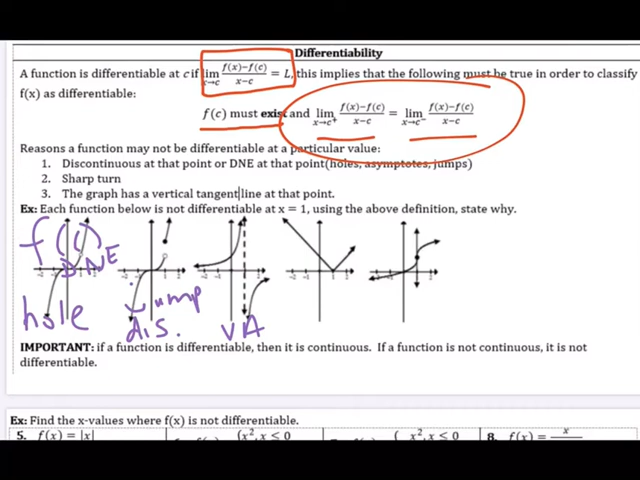 Differentiability
A function is differentiable at c if lim x→c f(x)−f(c) / x−c = L, this implies that the following must be true in order to classify
f(x) as differentiable:
f(c) must exist and lim x→c⁺ f(x)−f(c) / x−c = lim x→c⁻ f(x)−f(c) / x−c
Reasons a function may not be differentiable at a particular value:
1. Discontinuous at that point or DNE at that point(holes, asymptotes, jumps)
2. Sharp turn
3. The graph has a vertical tangent line at that point.
Ex: Each function below is not differentiable at x = 1, using the above definition, state why.
f(c)
DNE
hole
Jump
dis.
VA
IMPORTANT: if a function is differentiable, then it is continuous. If a function is not continuous, it is not
differentiable.
Ex: Find the x-values where f(x) is not differentiable.
5. f(x) = |x|
x², x ≤ 0
x², x ≤ 0
8. f(x) = x